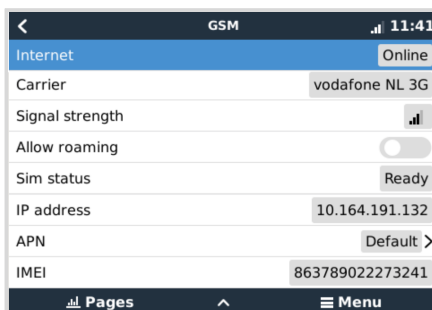 GSM 11:41
Internet Online
Carrier vodafone NL 3G
Signal strength
Allow roaming
Sim status Ready
IP address 10.164.191.132
APN Default
IMEI 863789022273241
Pages Menu